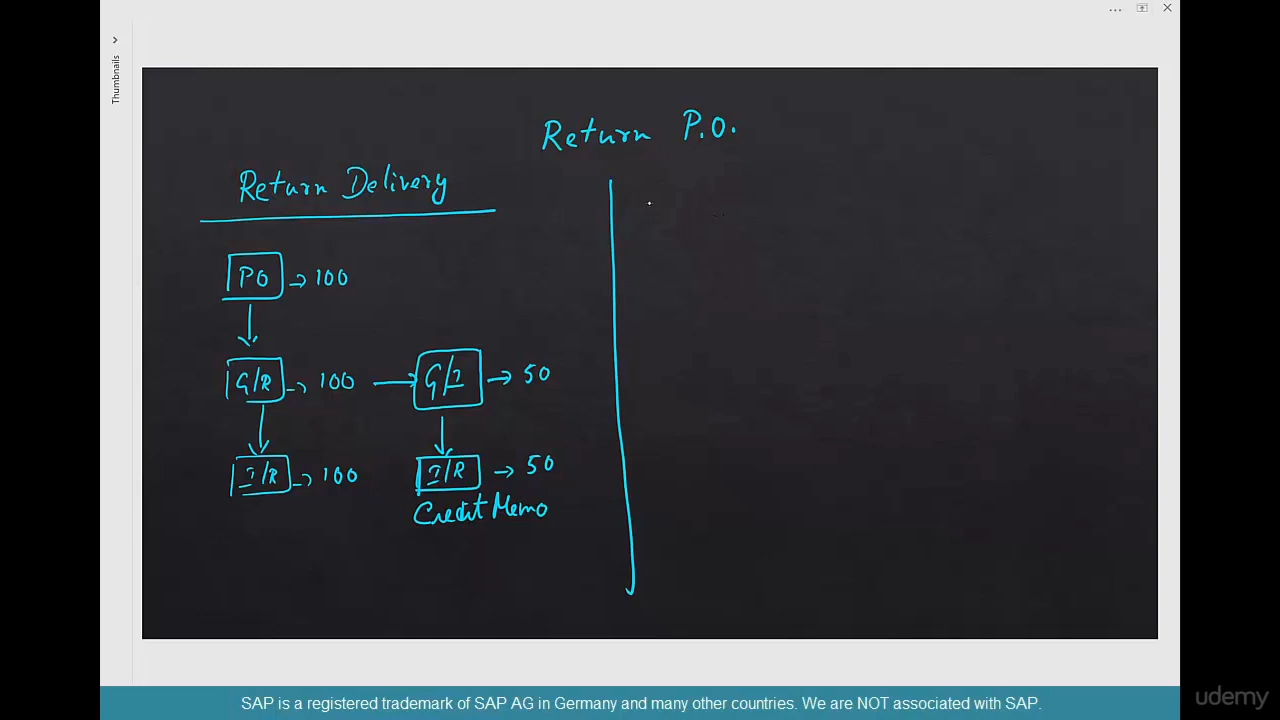 Thumbnails
Return P.O.
Return Delivery
PO → 100
G/R → 100 → G/I → 50
I/R → 100
I/R → 50
Credit Memo
SAP is a registered trademark of SAP AG in Germany and many other countries. We are NOT associated with SAP.
udemy